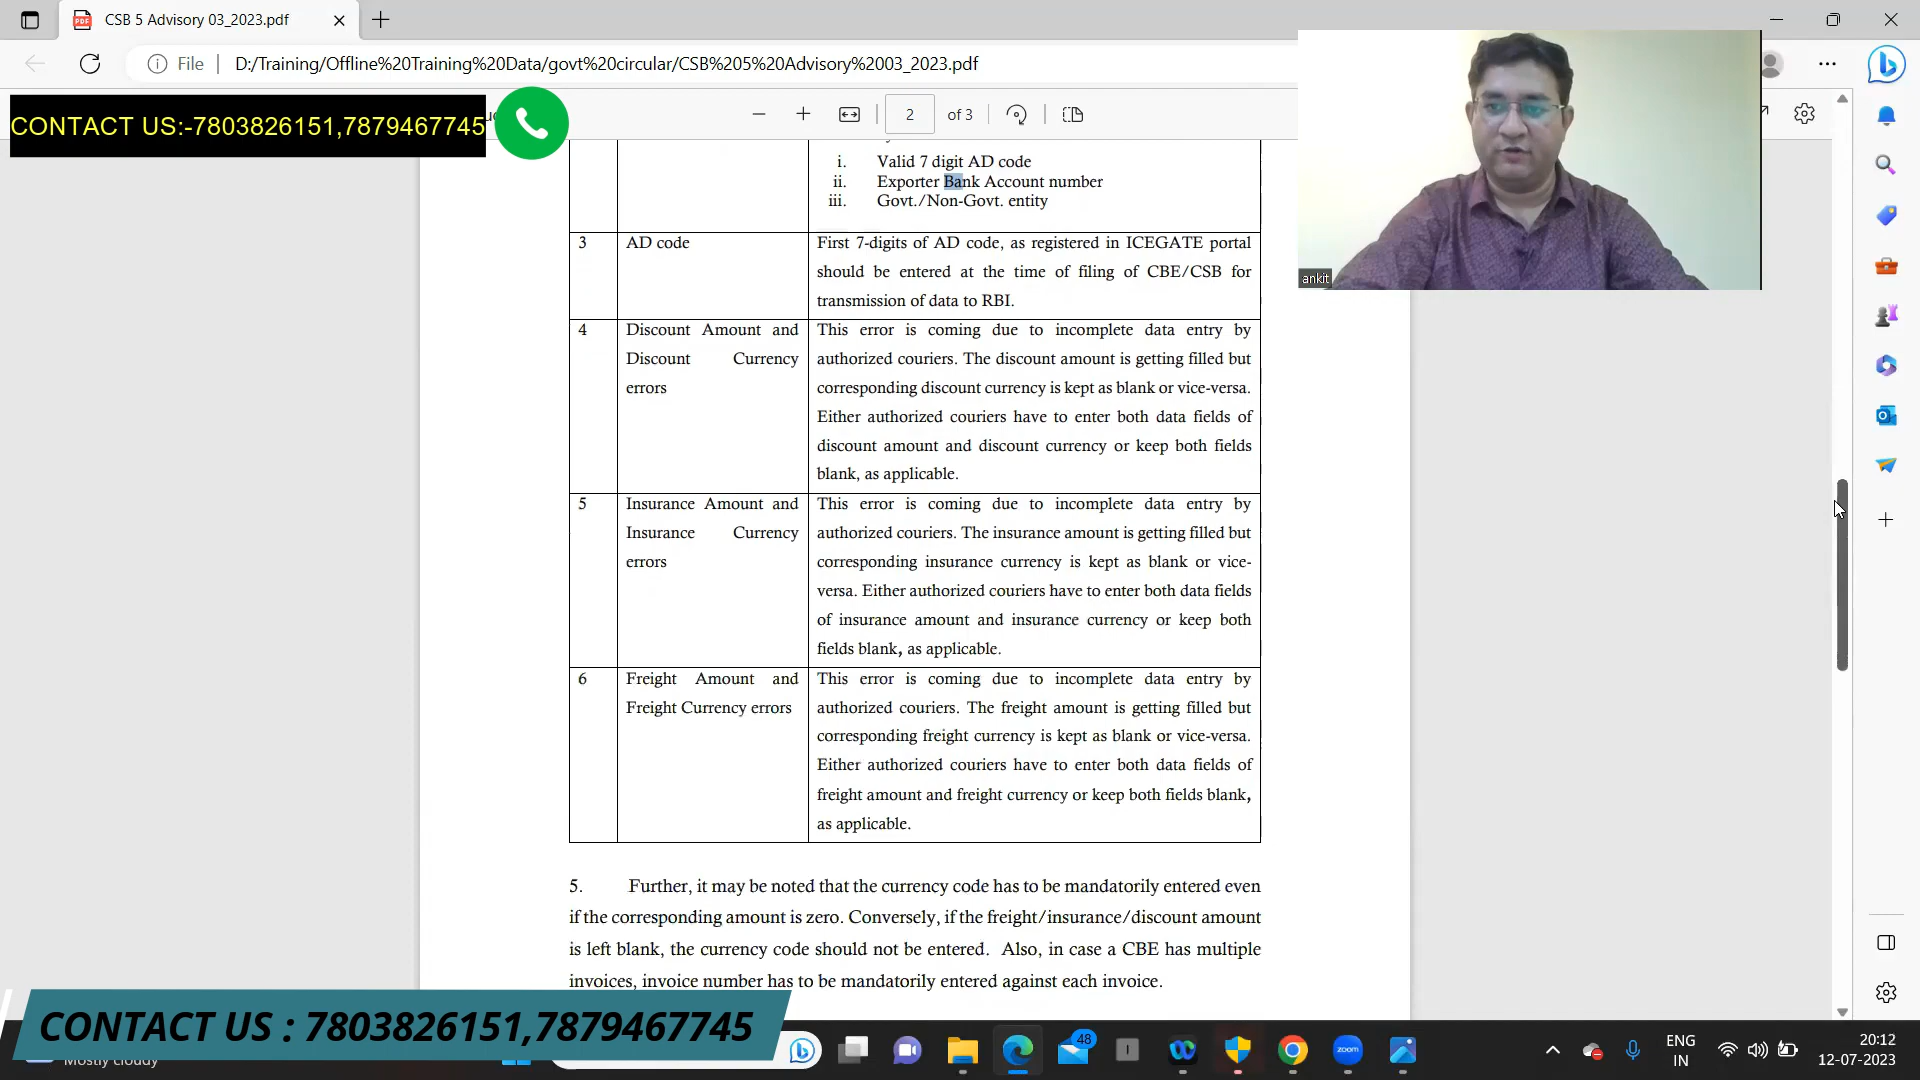 CSB 5 Advisory 03_2023.pdf
File
D:/Training/Offline%20Training%20Data/govt%20circular/CSB%205%20Advisory%2003_2023.pdf
CONTACT US:-7803826151,7879467745
2 of 3
i. Valid 7 digit AD code
ii. Exporter Bank Account number
iii. Govt./Non-Govt. entity
ankit
3 AD code First 7-digits of AD code, as registered in ICEGATE portal
should be entered at the time of filing of CBE/CSB for
transmission of data to RBI.
4 Discount Amount and This error is coming due to incomplete data entry by
Discount Currency authorized couriers. The discount amount is getting filled but
errors corresponding discount currency is kept as blank or vice-versa.
Either authorized couriers have to enter both data fields of
discount amount and discount currency or keep both fields
blank, as applicable.
5 Insurance Amount and This error is coming due to incomplete data entry by
Insurance Currency authorized couriers. The insurance amount is getting filled but
errors corresponding insurance currency is kept as blank or vice-
versa. Either authorized couriers have to enter both data fields
of insurance amount and insurance currency or keep both
fields blank, as applicable.
6 Freight Amount and This error is coming due to incomplete data entry by
Freight Currency errors authorized couriers. The freight amount is getting filled but
corresponding freight currency is kept as blank or vice-versa.
Either authorized couriers have to enter both data fields of
freight amount and freight currency or keep both fields blank,
as applicable.
5. Further, it may be noted that the currency code has to be mandatorily entered even
if the corresponding amount is zero. Conversely, if the freight/insurance/discount amount
is left blank, the currency code should not be entered. Also, in case a CBE has multiple
invoices, invoice number has to be mandatorily entered against each invoice.
CONTACT US : 7803826151,7879467745
Mostly cloudy
48
zoom
ENG
IN
20:12
12-07-2023